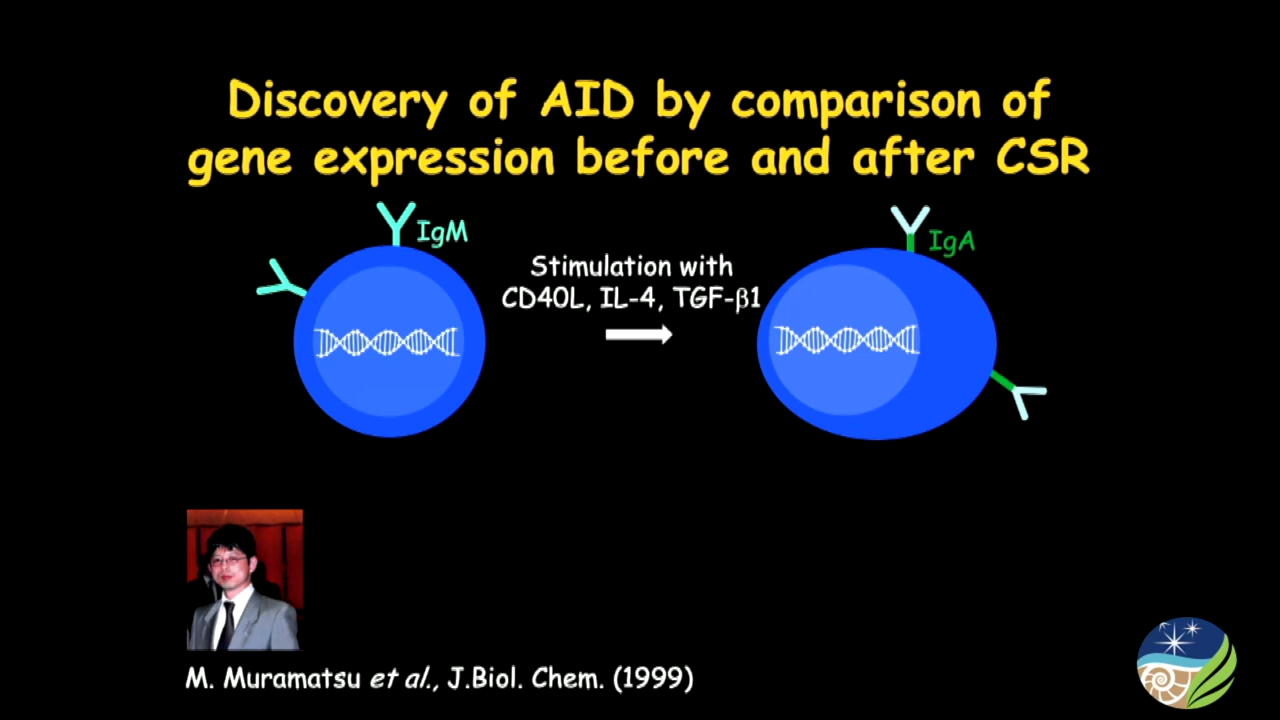 Discovery of AID by comparison of
gene expression before and after CSR
IgM
IgA
Stimulation with
CD40L, IL-4, TGF-β1
M. Muramatsu et al., J.Biol. Chem. (1999)